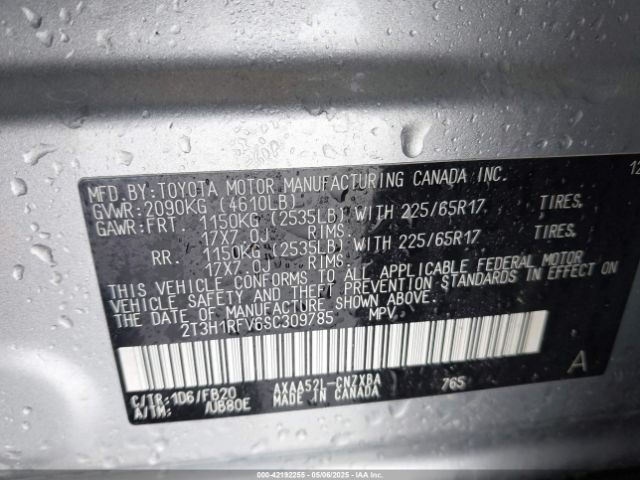 MFD.BY:TOYOTA MOTOR MANUFACTURING CANADA INC. 12
GVWR:2090KG (4610LB)
GAWR:FRT 1150KG (2535LB) WITH 225/65R17 TIRES.
17X7.0J RIMS.
RR. 1150KG (2535LB) WITH 225/65R17 TIRES.
17X7.0J RIMS.
THIS VEHICLE CONFORMS TO ALL APPLICABLE FEDERAL MOTOR
VEHICLE SAFETY AND THEFT PREVENTION STANDARDS IN EFFECT ON
THE DATE OF MANUFACTURE SHOWN ABOVE.
2T3H1RFV6SC309785 MPV
A
C/TR:1D6/FB20 AXAA52L-CNZXBA 765
A/TM: /UB80E MADE IN CANADA
000-42192255 05/06/2025 IAAI.CA